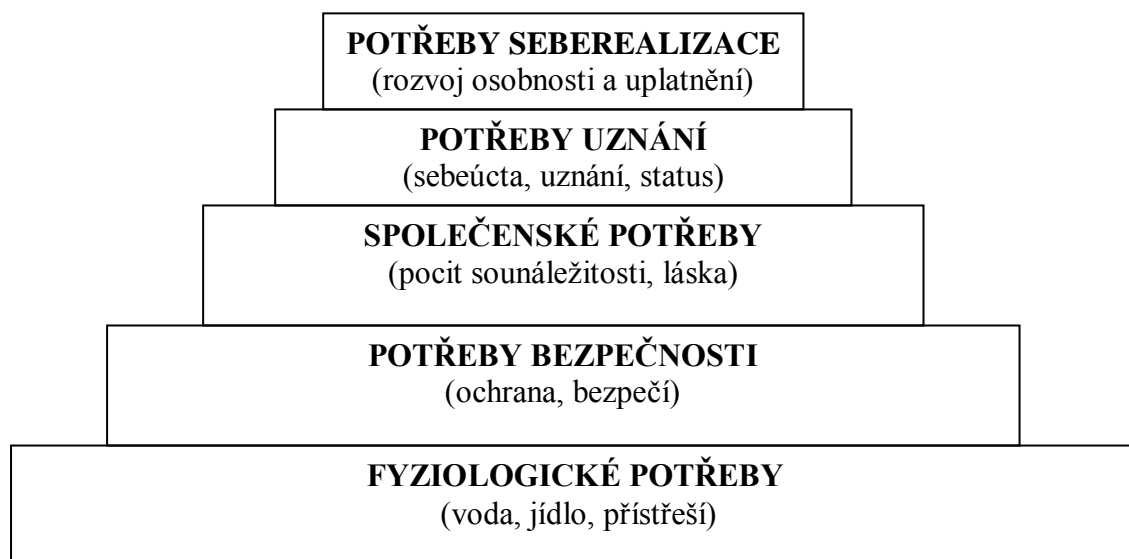 POTŘEBY SEBEREALIZACE
(rozvoj osobnosti a uplatnění)
POTŘEBY UZNÁNÍ
(sebeúcta, uznání, status)
SPOLEČENSKÉ POTŘEBY
(pocit sounáležitosti, láska)
POTŘEBY BEZPEČNOSTI
(ochrana, bezpečí)
FYZIOLOGICKÉ POTŘEBY
(voda, jídlo, přístřeší)